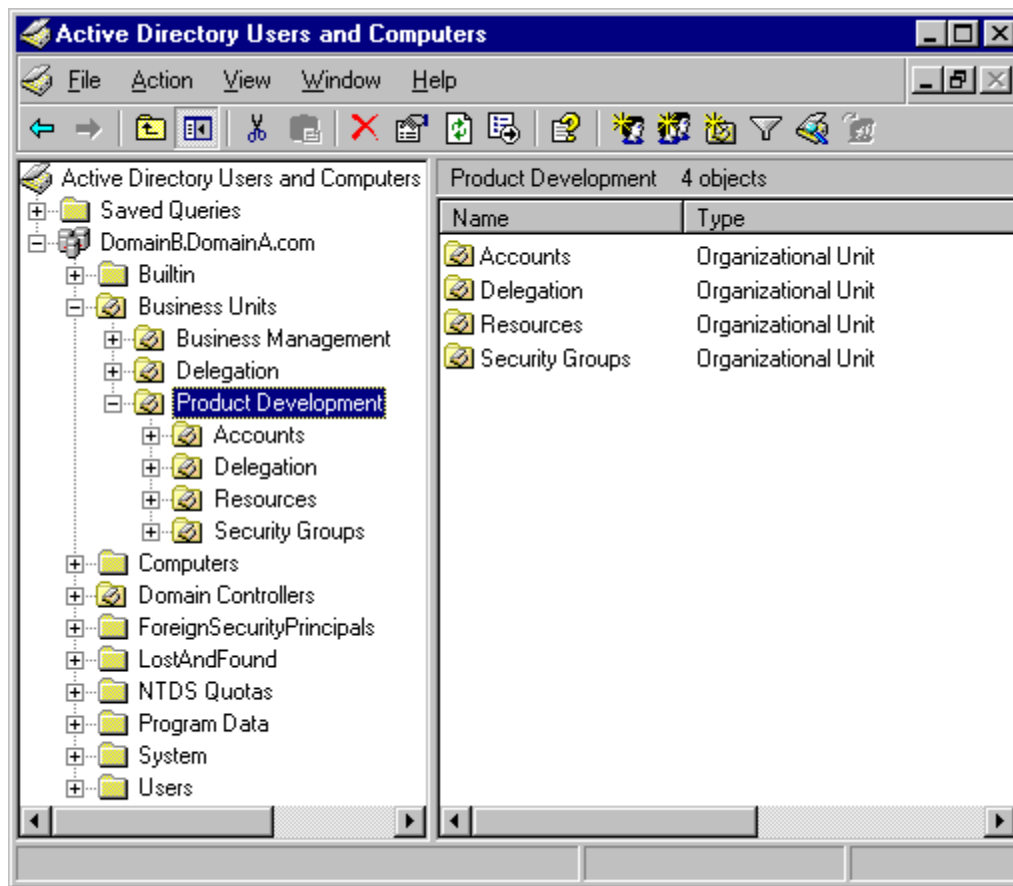 Active Directory Users and Computers
File Action View Window Help
Active Directory Users and Computers
Saved Queries
DomainB.DomainA.com
Builtin
Business Units
Business Management
Delegation
Product Development
Accounts
Delegation
Resources
Security Groups
Computers
Domain Controllers
ForeignSecurityPrincipals
LostAndFound
NTDS Quotas
Program Data
System
Users
Product Development 4 objects
Name Type
Accounts Organizational Unit
Delegation Organizational Unit
Resources Organizational Unit
Security Groups Organizational Unit